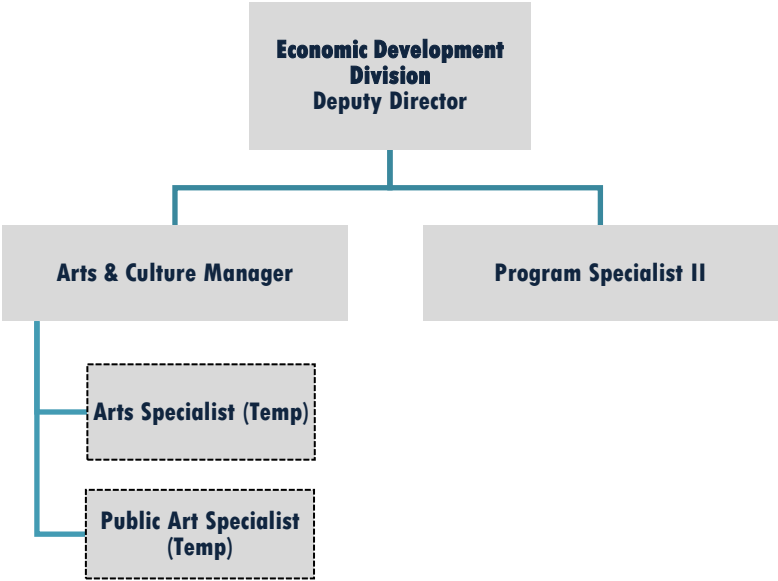 Economic Development
Division
Deputy Director
Arts & Culture Manager
Program Specialist II
Arts Specialist (Temp)
Public Art Specialist
(Temp)